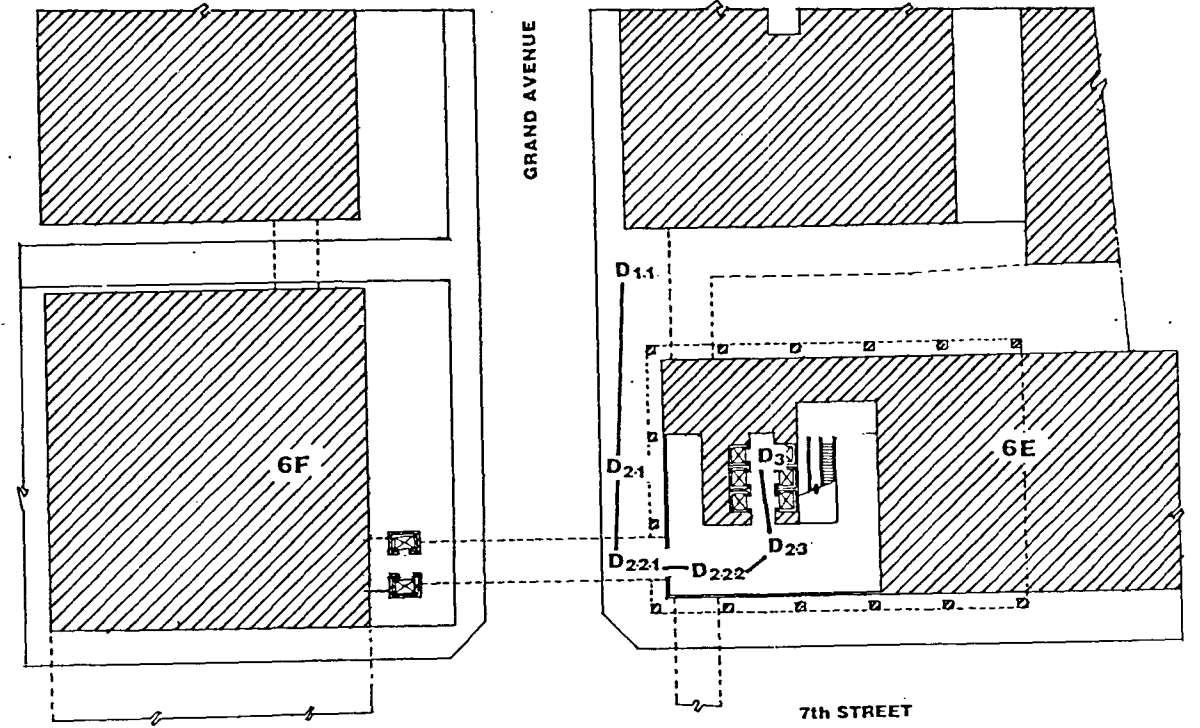 GRAND AVENUE
D1·1
6F
D2·1
D3
6E
D2·2·1
D2·2·2
D2·3
7th STREET